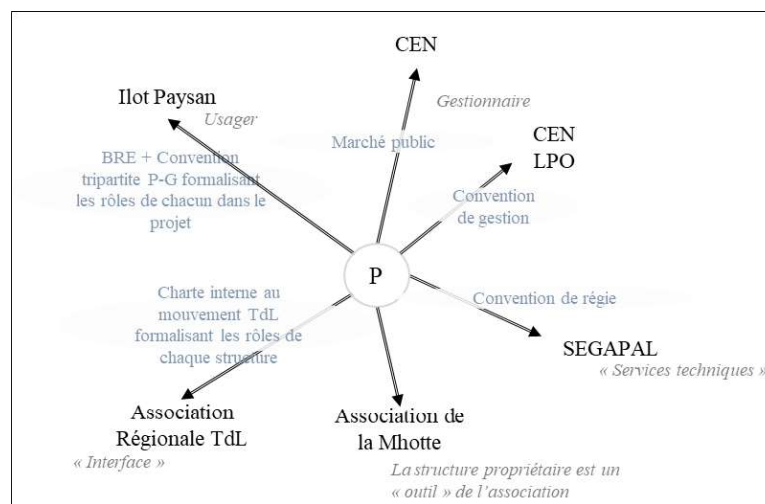 CEN
Ilot Paysan
Usager
Gestionnaire
CEN
LPO
Marché public
BRE + Convention
tripartite P-G formalisant
les rôles de chacun dans le
projet
Convention
de gestion
P
Charte interne au
mouvement TdL
formalisant les rôles de
chaque structure
Convention de régie
SEGAPAL
« Services techniques »
Association
Régionale TdL
« Interface »
Association de
la Mhotte
La structure propriétaire est un
« outil » de l’association